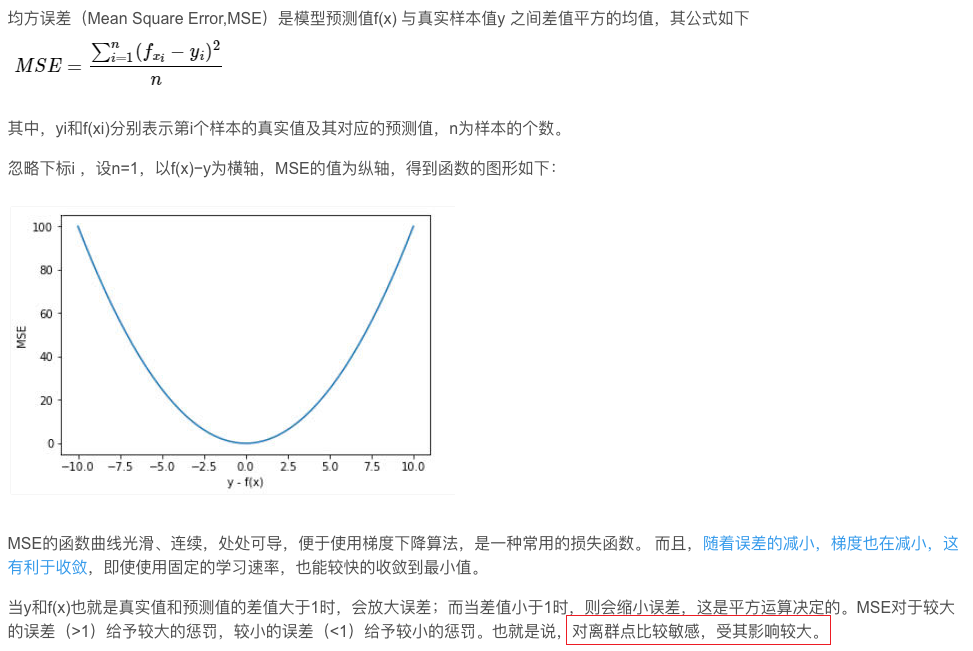 均方误差（Mean Square Error,MSE）是模型预测值f(x) 与真实样本值y 之间差值平方的均值，其公式如下
MSE = \frac{\sum_{i=1}^{n}(f_{x_i} - y_i)^2}{n}
其中，yi和f(xi)分别表示第i个样本的真实值及其对应的预测值，n为样本的个数。
忽略下标i ，设n=1，以f(x)−y为横轴，MSE的值为纵轴，得到函数的图形如下：
100
80
60
40
20
0
MSE
−10.0 −7.5 −5.0 −2.5 0.0 2.5 5.0 7.5 10.0
y - f(x)
MSE的函数曲线光滑、连续，处处可导，便于使用梯度下降算法，是一种常用的损失函数。 而且，随着误差的减小，梯度也在减小，这
有利于收敛，即使使用固定的学习速率，也能较快的收敛到最小值。
当y和f(x)也就是真实值和预测值的差值大于1时，会放大误差；而当差值小于1时，则会缩小误差，这是平方运算决定的。MSE对于较大
的误差（>1）给予较大的惩罚，较小的误差（<1）给予较小的惩罚。也就是说，对离群点比较敏感，受其影响较大。